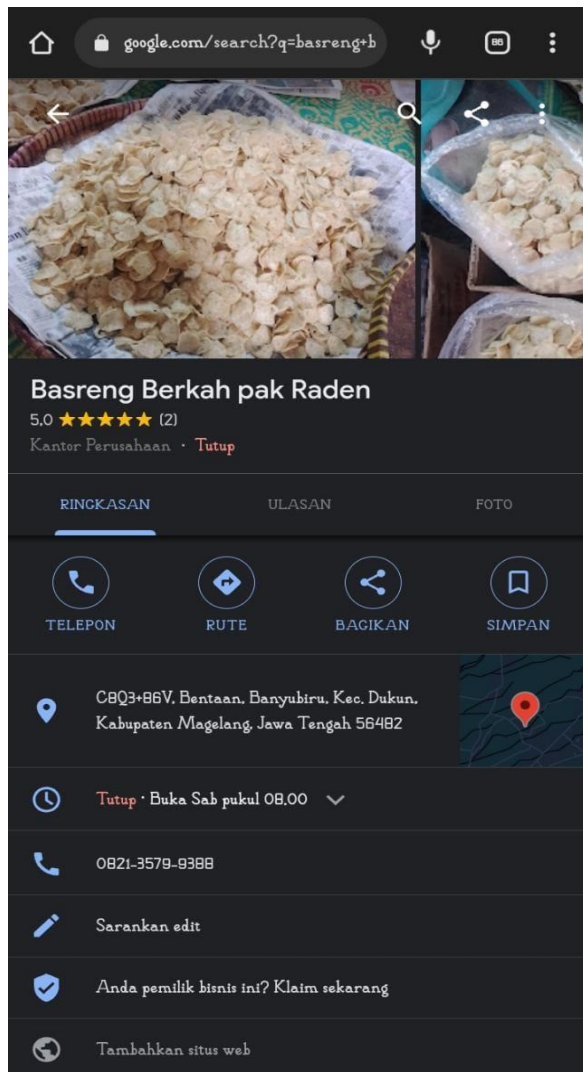 google.com/search?q=basreng+b
86
Basreng Berkah pak Raden
5,0 (2)
Kantor Perusahaan · Tutup
RINGKASAN
ULASAN
FOTO
TELEPON
RUTE
BAGIKAN
SIMPAN
C8Q3+86V, Bentaan, Banyubiru, Kec. Dukun,
Kabupaten Magelang, Jawa Tengah 56482
Tutup · Buka Sab pukul 08.00
0821-3579-9388
Sarankan edit
Anda pemilik bisnis ini? Klaim sekarang
Tambahkan situs web